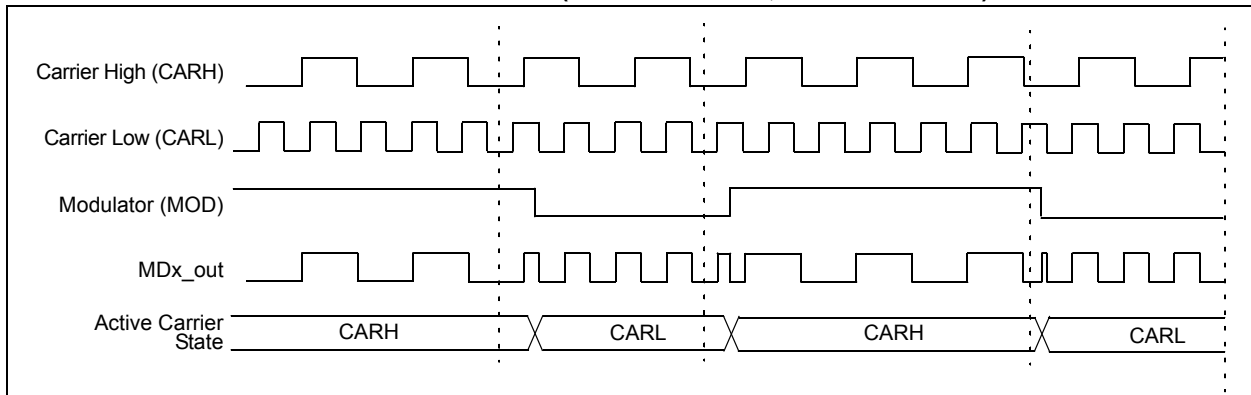 Carrier High (CARH)
Carrier Low (CARL)
Modulator (MOD)
MDx_out
Active Carrier
State
CARH
CARL
CARH
CARL